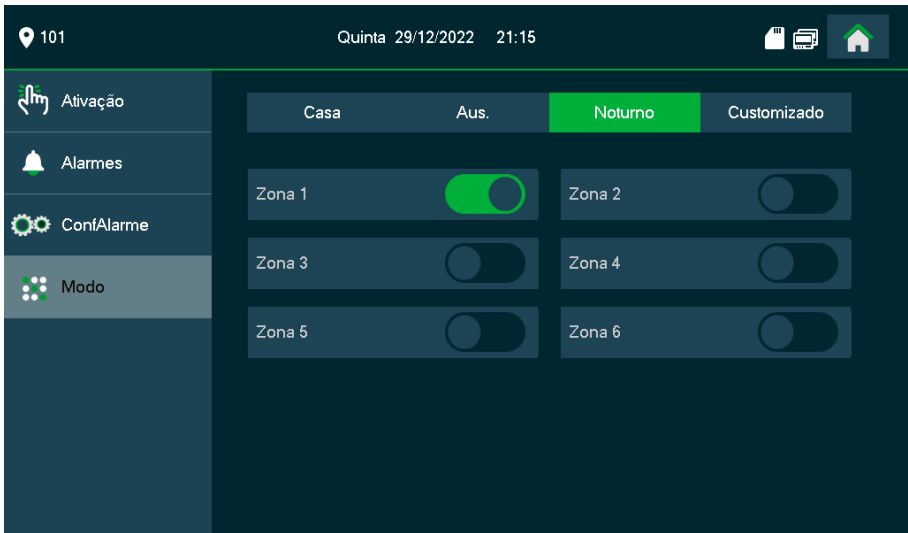 101
Quinta 29/12/2022 21:15
Ativação
Alarmes
ConfAlarme
Modo
Casa Aus. Noturno Customizado
Zona 1 Zona 2
Zona 3 Zona 4
Zona 5 Zona 6